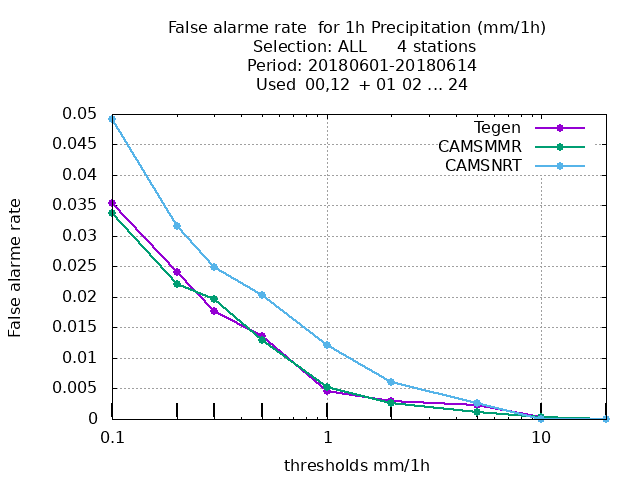 False alarme rate  for 1h Precipitation (mm/1h)
Selection: ALL      4 stations
Period: 20180601-20180614
Used  00,12  + 01 02 ... 24
Tegen
CAMSMMR
CAMSNRT
0.05
0.045
0.04
0.035
0.03
0.025
0.02
0.015
0.01
0.005
0
False alarme rate
0.1 1 10
thresholds mm/1h